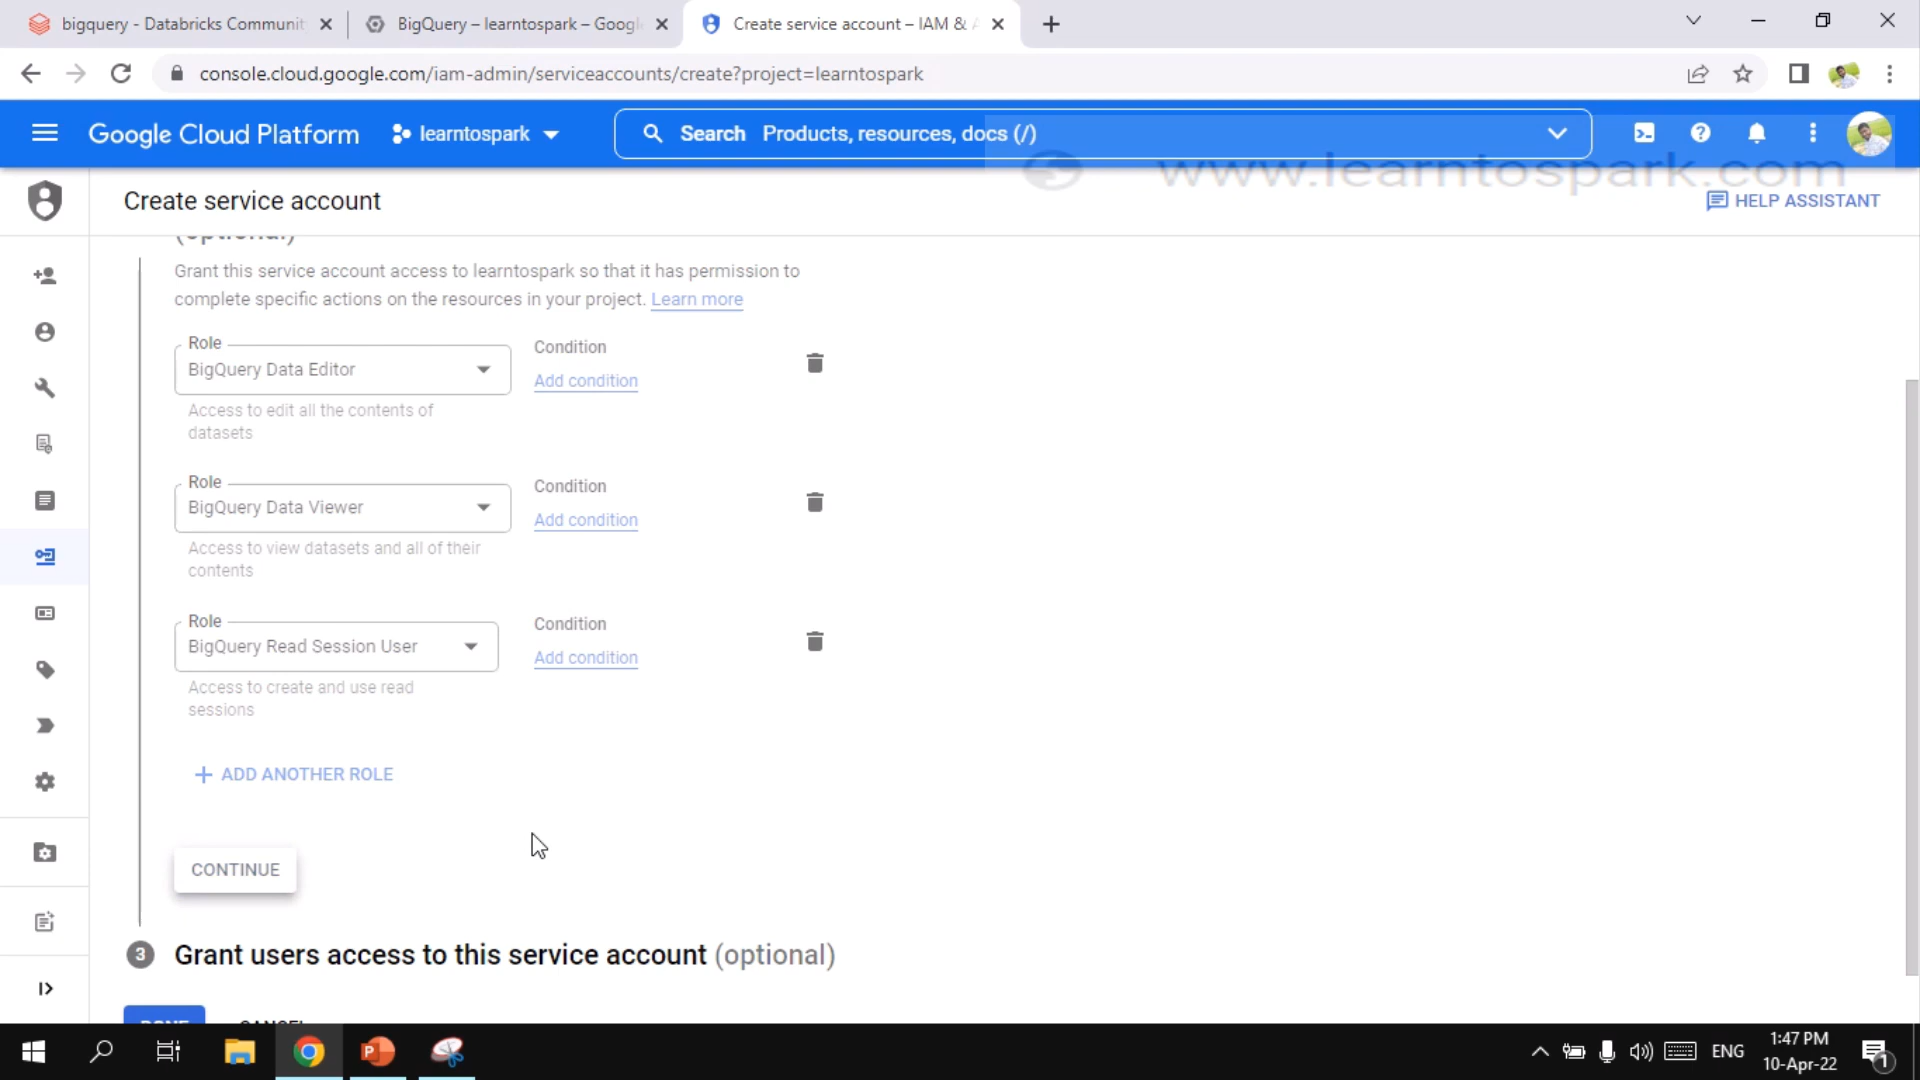 bigquery - Databricks Communit
BigQuery – learntospark – Googl
Create service account – IAM & A
console.cloud.google.com/iam-admin/serviceaccounts/create?project=learntospark
Google Cloud Platform
learntospark
Search Products, resources, docs (/)
www.learntospark.com
Create service account
HELP ASSISTANT
(optional)
Grant this service account access to learntospark so that it has permission to
complete specific actions on the resources in your project. Learn more
Role
BigQuery Data Editor
Condition
Add condition
Access to edit all the contents of
datasets
Role
BigQuery Data Viewer
Condition
Add condition
Access to view datasets and all of their
contents
Role
BigQuery Read Session User
Condition
Add condition
Access to create and use read
sessions
+ ADD ANOTHER ROLE
CONTINUE
3 Grant users access to this service account (optional)
DONE CANCEL
ENG
1:47 PM
10-Apr-22
1